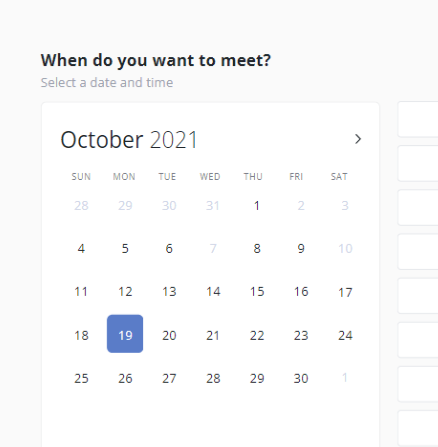 When do you want to meet?
Select a date and time
October 2021
SUN MON TUE WED THU FRI SAT
28 29 30 31 1 2 3
4 5 6 7 8 9 10
11 12 13 14 15 16 17
18 19 20 21 22 23 24
25 26 27 28 29 30 1